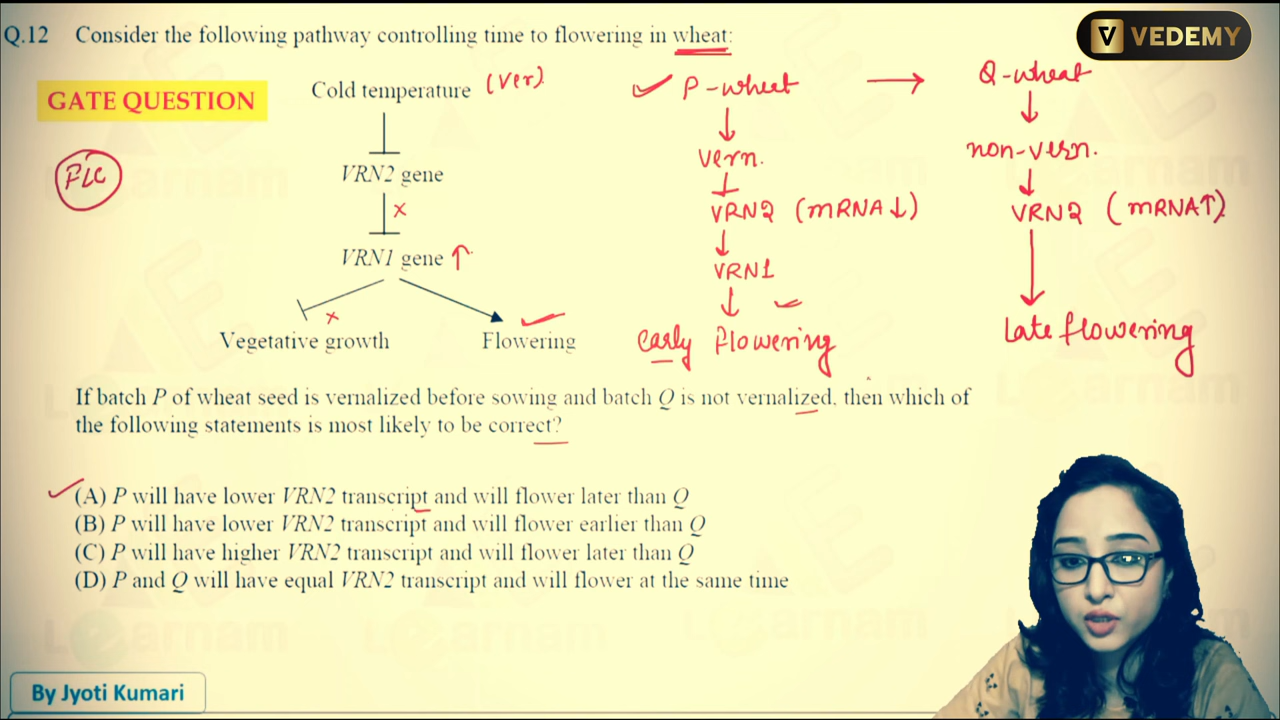 Q.12 Consider the following pathway controlling time to flowering in wheat:
VEDEMY
GATE QUESTION
Cold temperature (ver)
VRN2 gene
×
VRN1 gene ↑
×
Vegetative growth
Flowering
FLC
✓ P-wheat → Q-wheat
↓
vern.
VRN2 (mRNA↓)
↓
VRN1
↓
early flowering
↓
non-vern.
↓
VRN2 (mRNA↑)
↓
Late flowering
If batch P of wheat seed is vernalized before sowing and batch Q is not vernalized, then which of
the following statements is most likely to be correct?
(A) P will have lower VRN2 transcript and will flower later than Q
(B) P will have lower VRN2 transcript and will flower earlier than Q
(C) P will have higher VRN2 transcript and will flower later than Q
(D) P and Q will have equal VRN2 transcript and will flower at the same time
By Jyoti Kumari